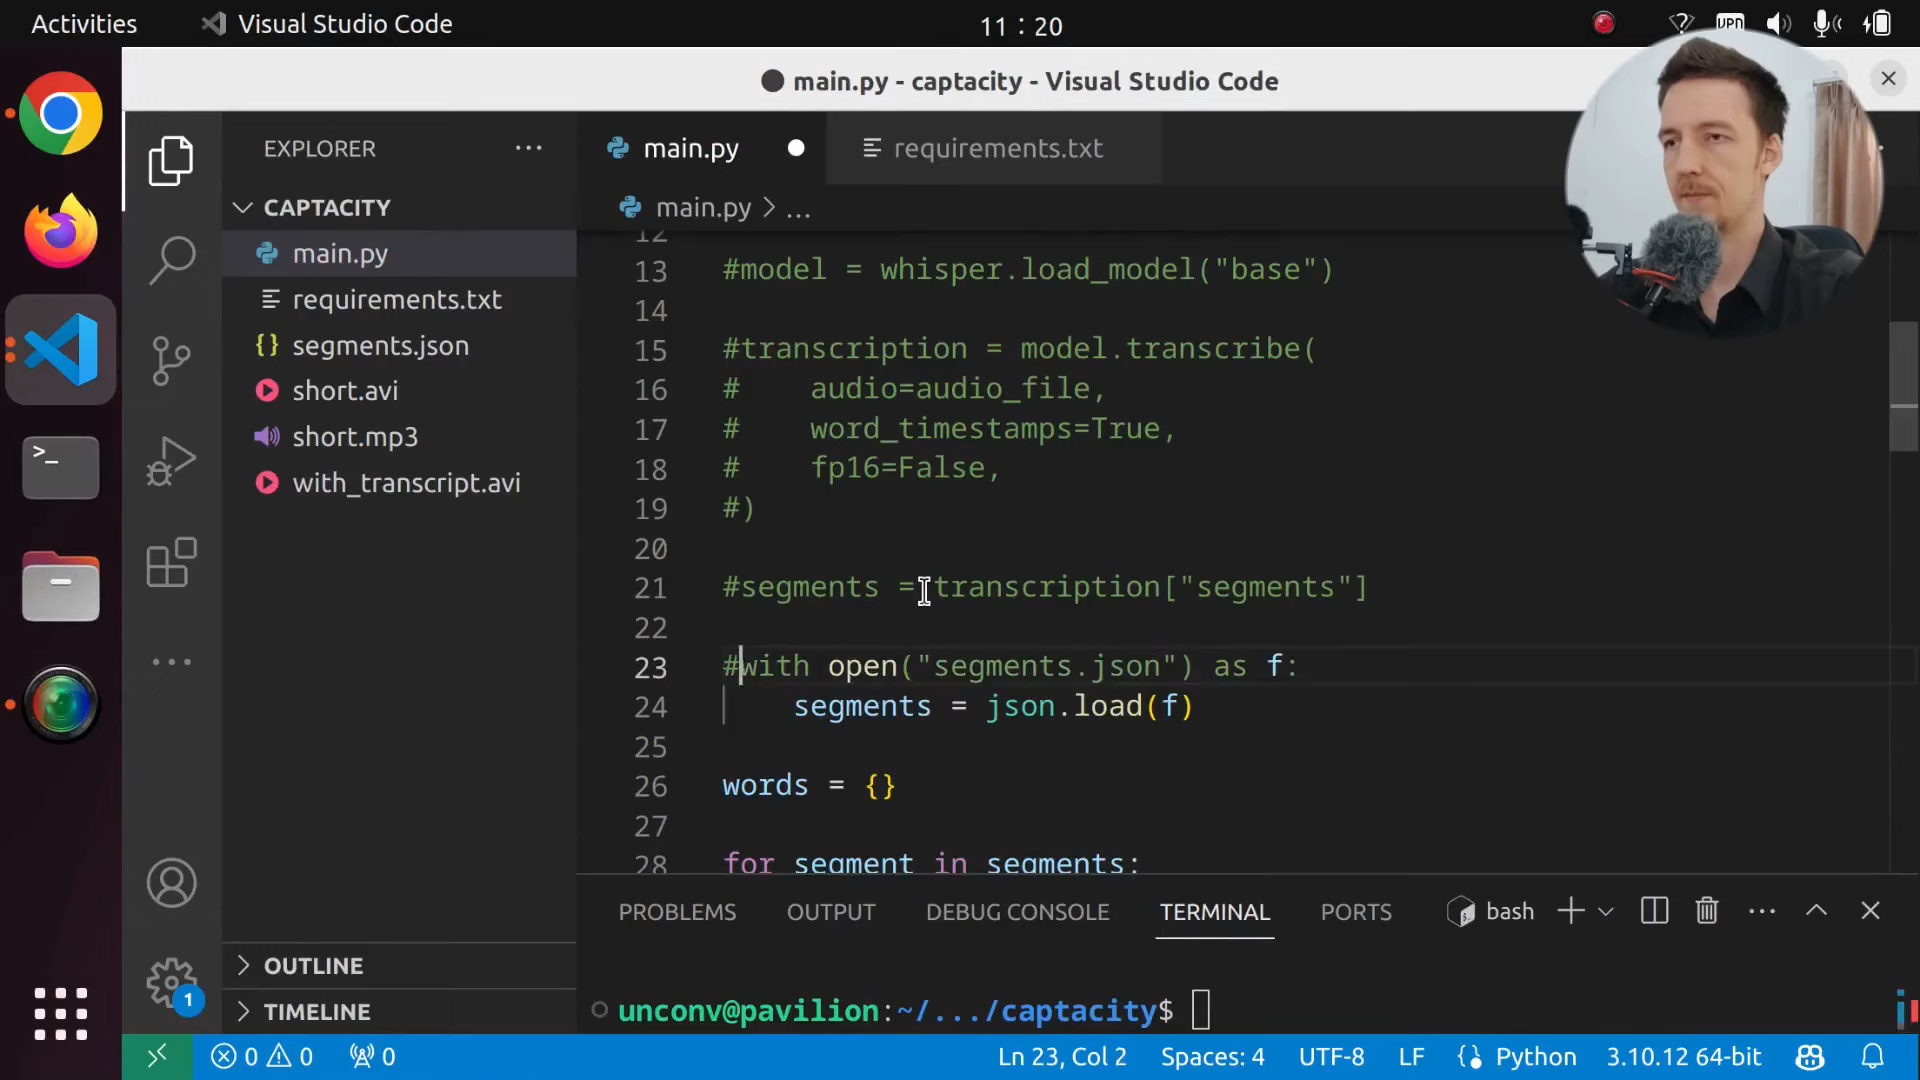 Activities
Visual Studio Code
11 : 20
VPN
main.py - captacity - Visual Studio Code
EXPLORER
main.py
requirements.txt
CAPTACITY
main.py > ...
main.py
requirements.txt
segments.json
short.avi
short.mp3
with_transcript.avi
12
13 #model = whisper.load_model("base")
14
15 #transcription = model.transcribe(
16 #    audio=audio_file,
17 #    word_timestamps=True,
18 #    fp16=False,
19 #)
20
21 #segments = transcription["segments"]
22
23 #with open("segments.json") as f:
24     segments = json.load(f)
25
26 words = {}
27
28 for segment in segments:
PROBLEMS
OUTPUT
DEBUG CONSOLE
TERMINAL
PORTS
bash
OUTLINE
TIMELINE
1
unconv@pavilion:~/.../captacity$
0 0
0
Ln 23, Col 2
Spaces: 4
UTF-8
LF
Python
3.10.12 64-bit